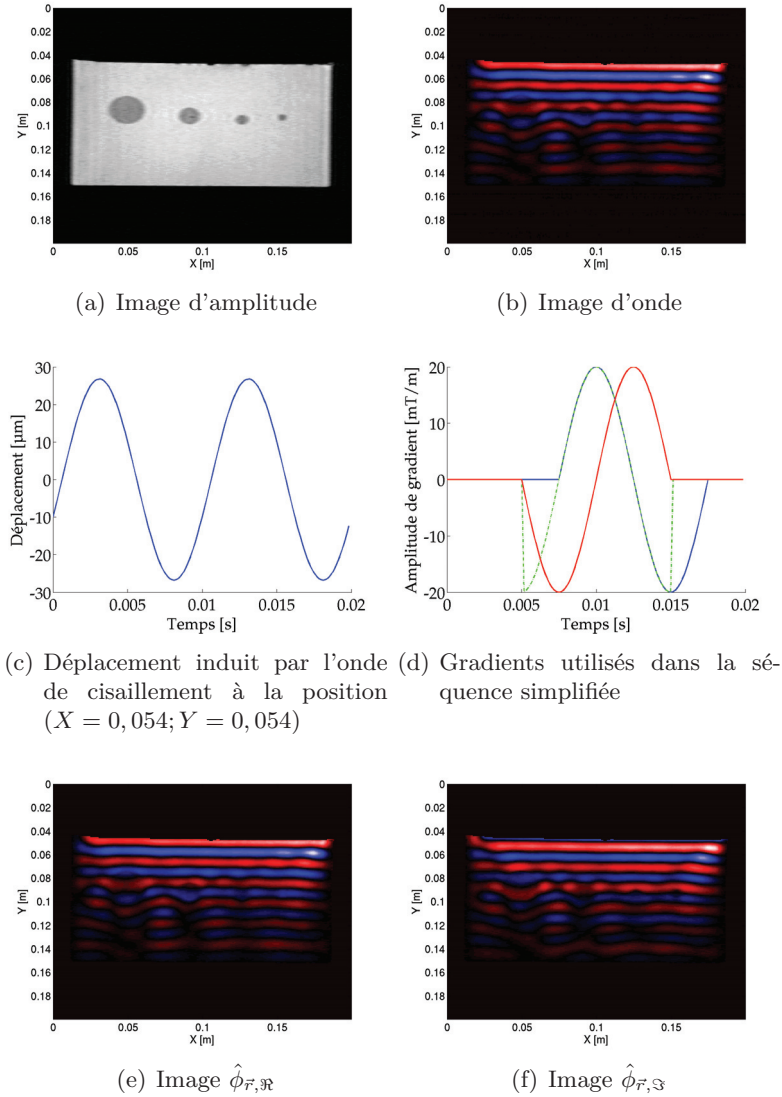 0
0.02
0.04
0.06
0.08
0.1
0.12
0.14
0.16
0.18
Y [m]
0 0.05 0.1 0.15
X [m]
(a) Image d'amplitude
0
0.02
0.04
0.06
0.08
0.1
0.12
0.14
0.16
0.18
Y [m]
0 0.05 0.1 0.15
X [m]
(b) Image d'onde
30
20
10
0
-10
-20
-30
Déplacement [µm]
0 0.005 0.01 0.015 0.02
Temps [s]
(c) Déplacement induit par l'onde de cisaillement à la position (X = 0, 054; Y = 0, 054)
20
10
0
-10
-20
Amplitude de gradient [mT/m]
0 0.005 0.01 0.015 0.02
Temps [s]
(d) Gradients utilisés dans la sé-
quence simplifiée
0
0.02
0.04
0.06
0.08
0.1
0.12
0.14
0.16
0.18
Y [m]
0 0.05 0.1 0.15
X [m]
(e) Image $\hat{\phi}_{\vec{r},\Re}$
0
0.02
0.04
0.06
0.08
0.1
0.12
0.14
0.16
0.18
Y [m]
0 0.05 0.1 0.15
X [m]
(f) Image $\hat{\phi}_{\vec{r},\Im}$